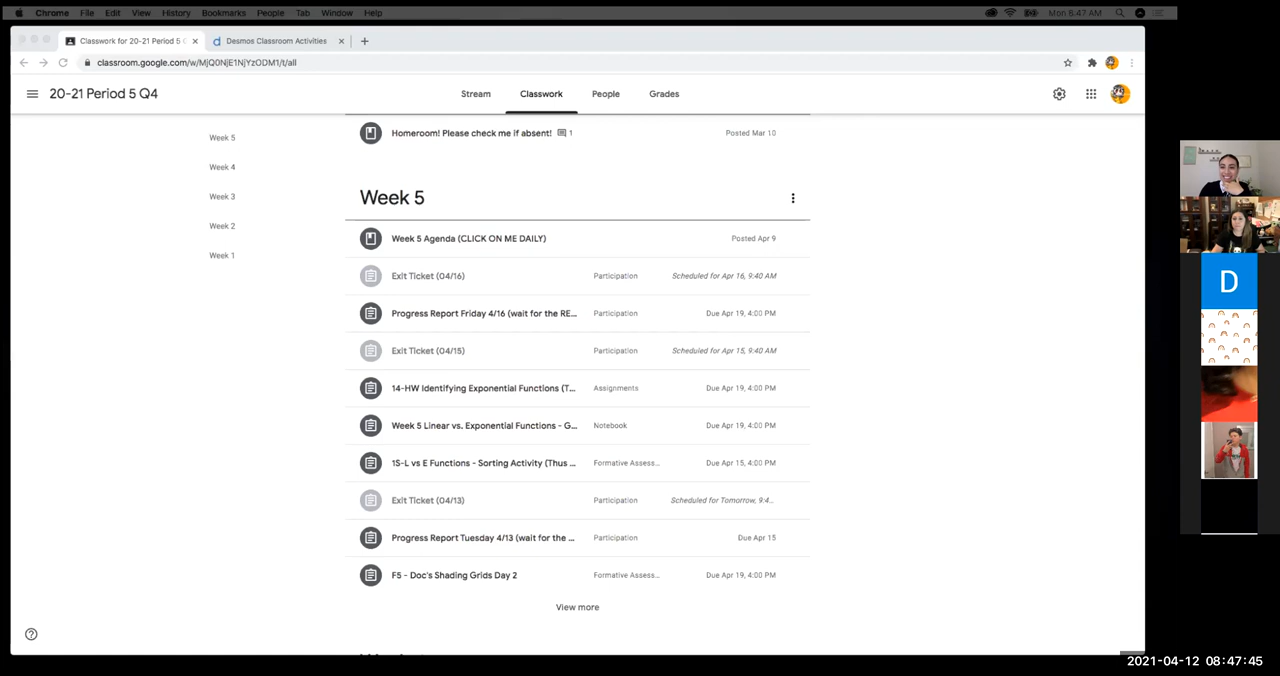 Chrome File Edit View History Bookmarks People Tab Window Help Mon 8:47 AM
Classwork for 20-21 Period 5 Q Desmos Classroom Activities
classroom.google.com/w/MjQ0NjE1NjYzODM1/t/all
20-21 Period 5 Q4 Stream Classwork People Grades
Homeroom! Please check me if absent! 1 Posted Mar 10
Week 5
Week 4
Week 3
Week 2
Week 1
Week 5
Week 5 Agenda (CLICK ON ME DAILY) Posted Apr 9
Exit Ticket (04/16) Participation Scheduled for Apr 16, 9:40 AM
Progress Report Friday 4/16 (wait for the RE... Participation Due Apr 19, 4:00 PM
Exit Ticket (04/15) Participation Scheduled for Apr 15, 9:40 AM
14-HW Identifying Exponential Functions (T... Assignments Due Apr 19, 4:00 PM
Week 5 Linear vs. Exponential Functions - G... Notebook Due Apr 19, 4:00 PM
1S-L vs E Functions - Sorting Activity (Thus ... Formative Assess... Due Apr 15, 4:00 PM
Exit Ticket (04/13) Participation Scheduled for Tomorrow, 9:4...
Progress Report Tuesday 4/13 (wait for the ... Participation Due Apr 15
F5 - Doc's Shading Grids Day 2 Formative Assess... Due Apr 19, 4:00 PM
View more
D
2021-04-12 08:47:45